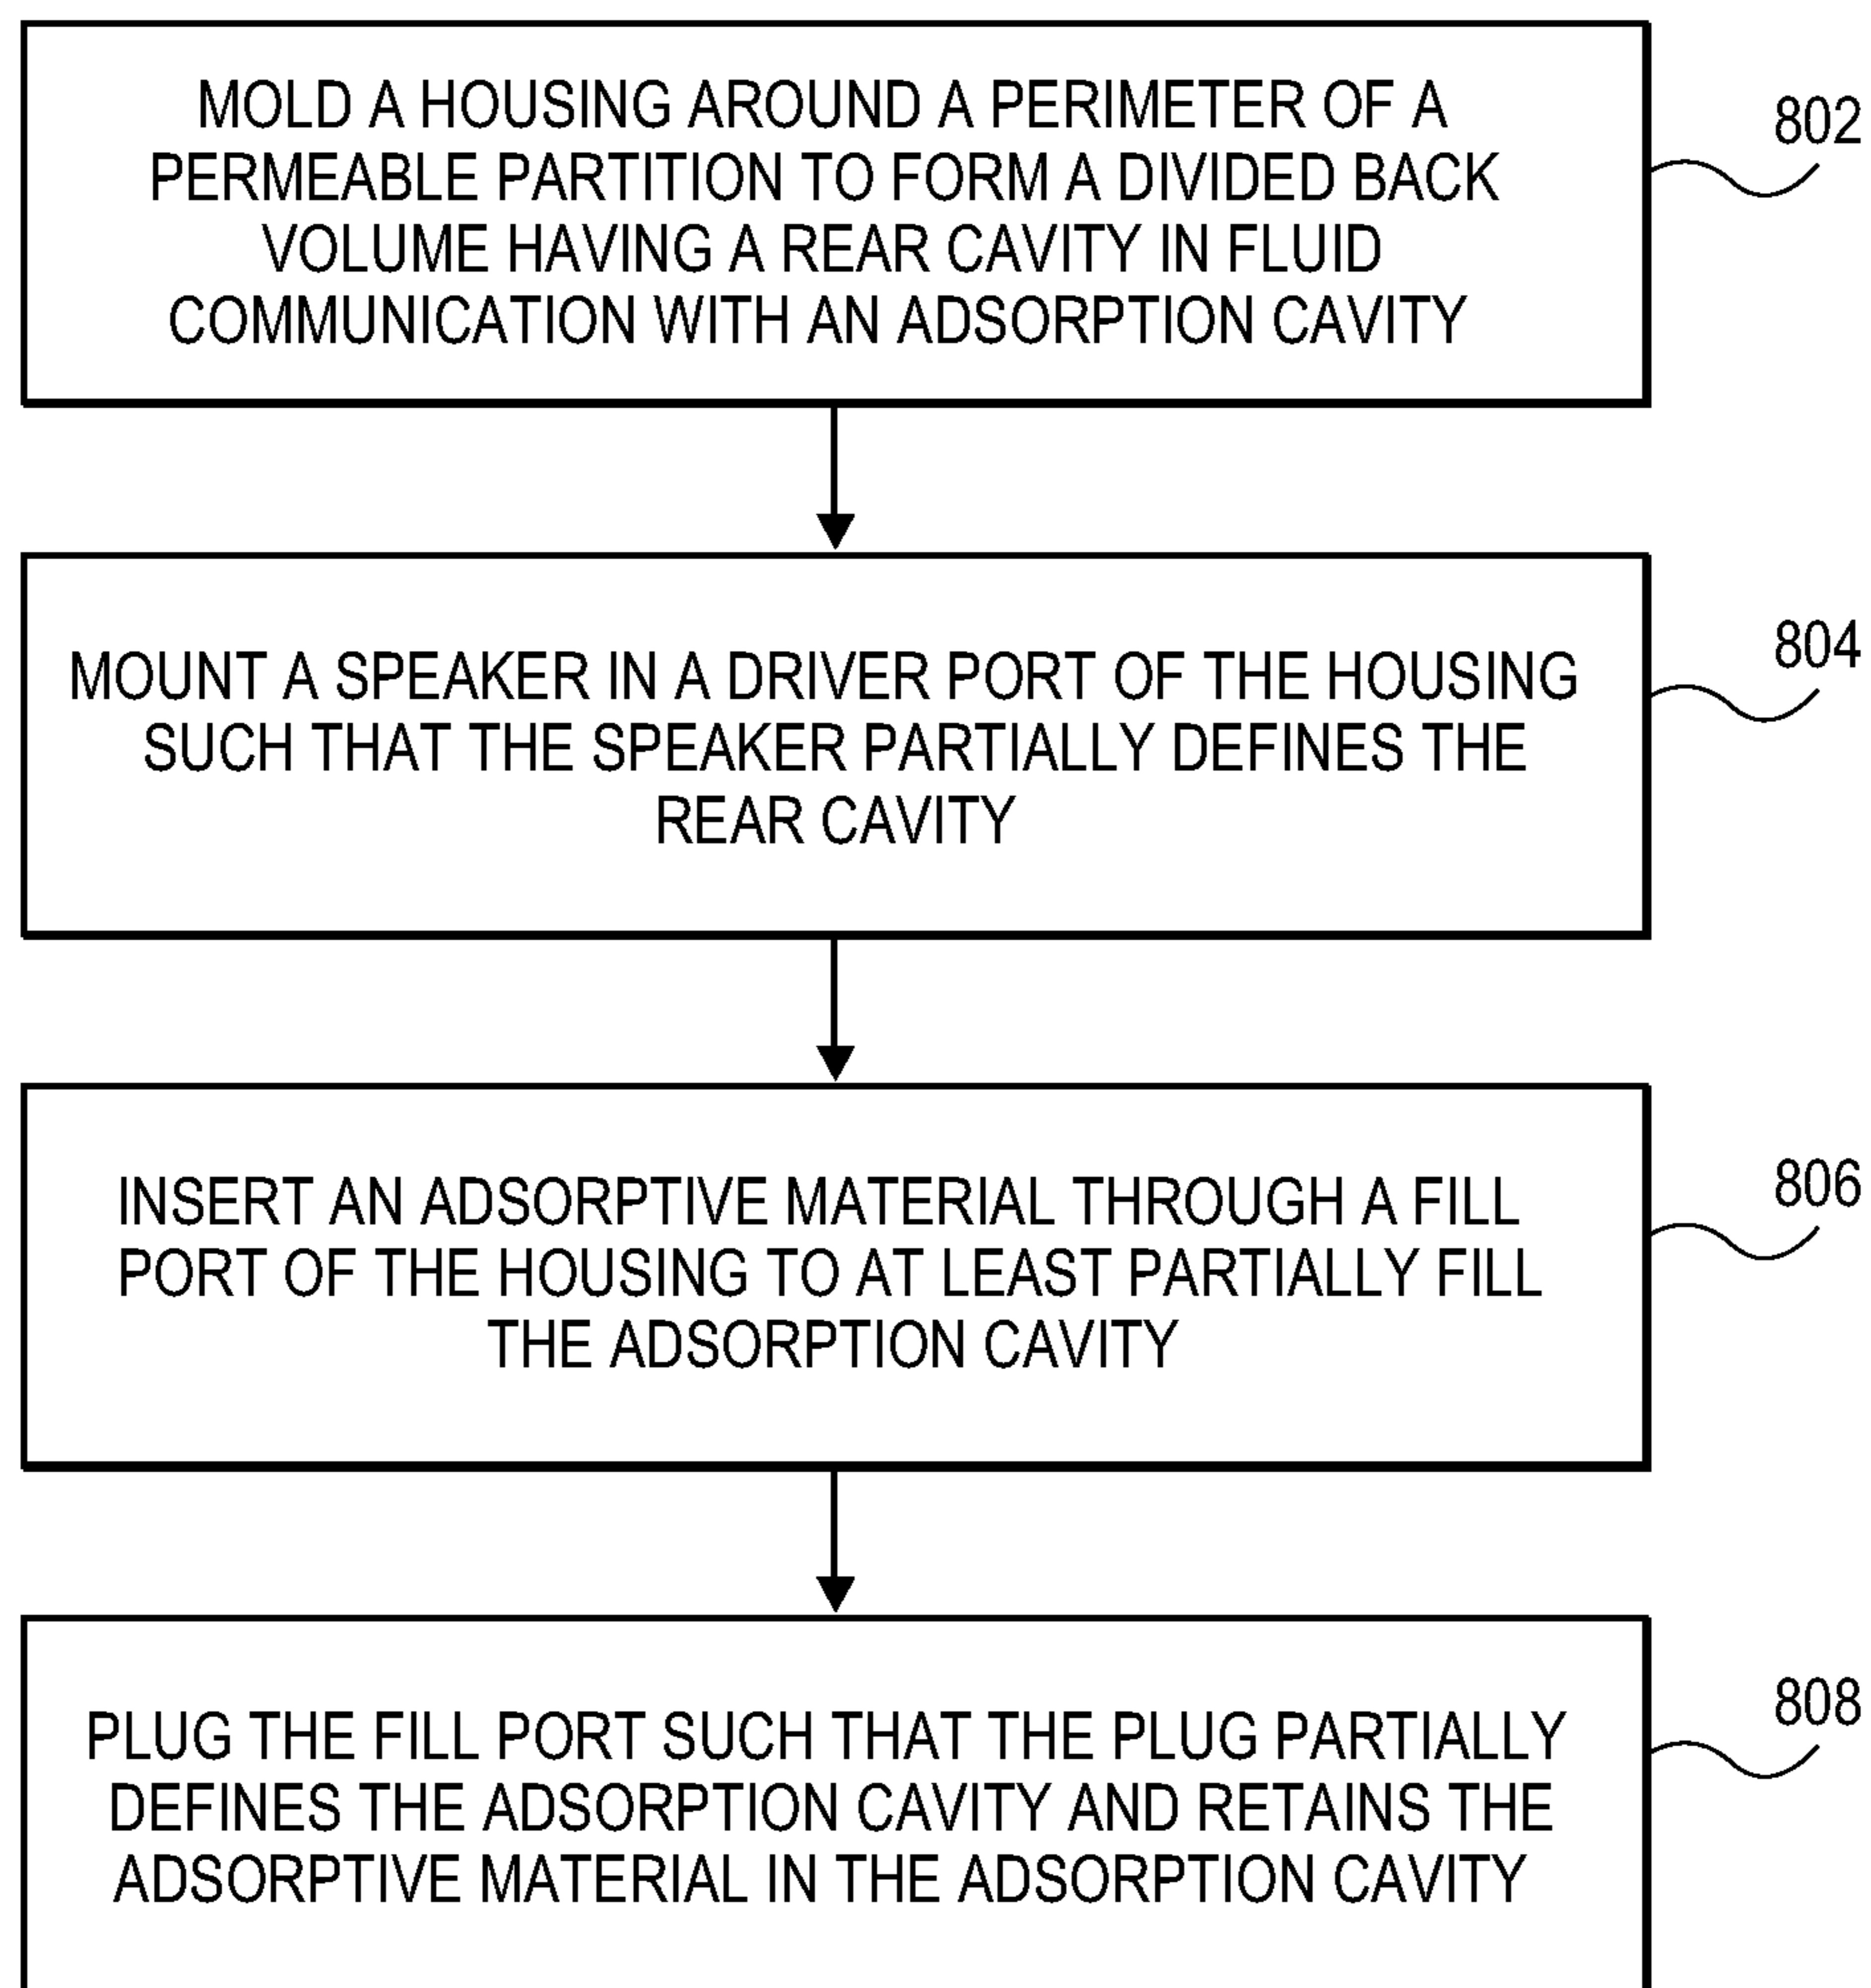 MOLD A HOUSING AROUND A PERIMETER OF A
PERMEABLE PARTITION TO FORM A DIVIDED BACK
VOLUME HAVING A REAR CAVITY IN FLUID
COMMUNICATION WITH AN ADSORPTION CAVITY
802
MOUNT A SPEAKER IN A DRIVER PORT OF THE HOUSING
SUCH THAT THE SPEAKER PARTIALLY DEFINES THE
REAR CAVITY
804
INSERT AN ADSORPTIVE MATERIAL THROUGH A FILL
PORT OF THE HOUSING TO AT LEAST PARTIALLY FILL
THE ADSORPTION CAVITY
806
PLUG THE FILL PORT SUCH THAT THE PLUG PARTIALLY
DEFINES THE ADSORPTION CAVITY AND RETAINS THE
ADSORPTIVE MATERIAL IN THE ADSORPTION CAVITY
808